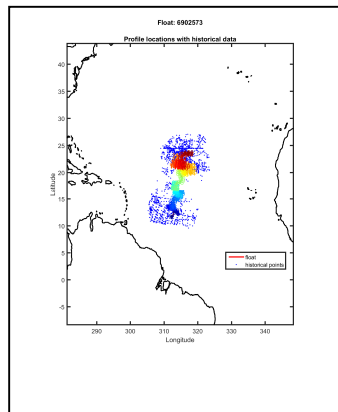 Float: 6902573
Profile locations with historical data
40
35
30
25
20
15
10
5
0
-5
Latitude
290
300
310
320
330
340
Longitude
float
historical points